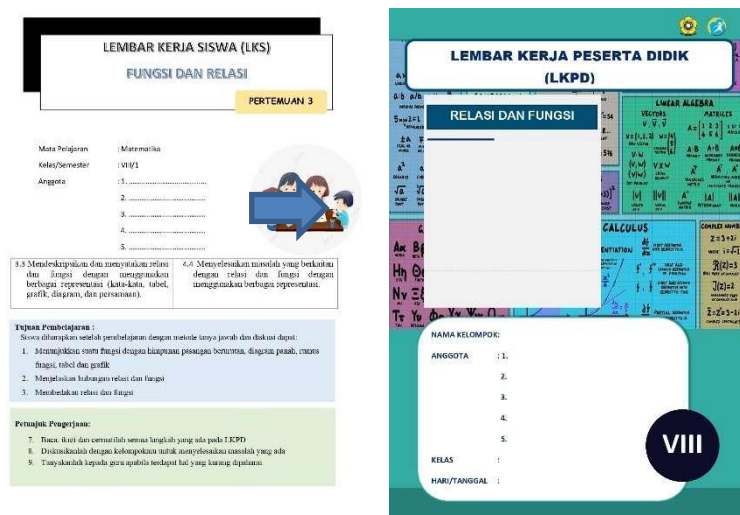 LEMBAR KERJA SISWA (LKS)
FUNGSI DAN RELASI
PERTEMUAN 3
Mata Pelajaran : Matematika
Kelas/Semester : VIII/1
Anggota : 1. ....................................
2. ....................................
3. ....................................
4. ....................................
5. ....................................
3.3 Mendeskripsikan dan menyatakan relasi
dan fungsi dengan menggunakan
berbagai representasi (kata-kata, tabel,
grafik, diagram, dan persamaan).
4.4 Menyelesaikan masalah yang berkaitan
dengan relasi dan fungsi dengan
menggunakan berbagai representasi.
Tujuan Pembelajaran :
Siswa diharapkan setelah pembelajaran dengan metode tanya jawab dan diskusi dapat:
1. Menunjukkan suatu fungsi dengan himpunan pasangan berurutan, diagram panah, rumus
fungsi, tabel dan grafik
2. Menjelaskan hubungan relasi dan fungsi
3. Membedakan relasi dan fungsi
Petunjuk Pengerjaan:
7. Baca, ikuti dan cermatilah semua langkah yang ada pada LKPD
8. Diskusikanlah dengan kelompokmu untuk menyelesaikan masalah yang ada
9. Tanyakanlah kepada guru apabila terdapat hal yang kurang dipahami
LEMBAR KERJA PESERTA DIDIK
(LKPD)
RELASI DAN FUNGSI
LINEAR ALGEBRA
VECTORS
MATRICES
CALCULUS
COMPLEX
NAMA KELOMPOK:
ANGGOTA : 1.
2.
3.
4.
5.
KELAS :
HARI/TANGGAL :
VIII